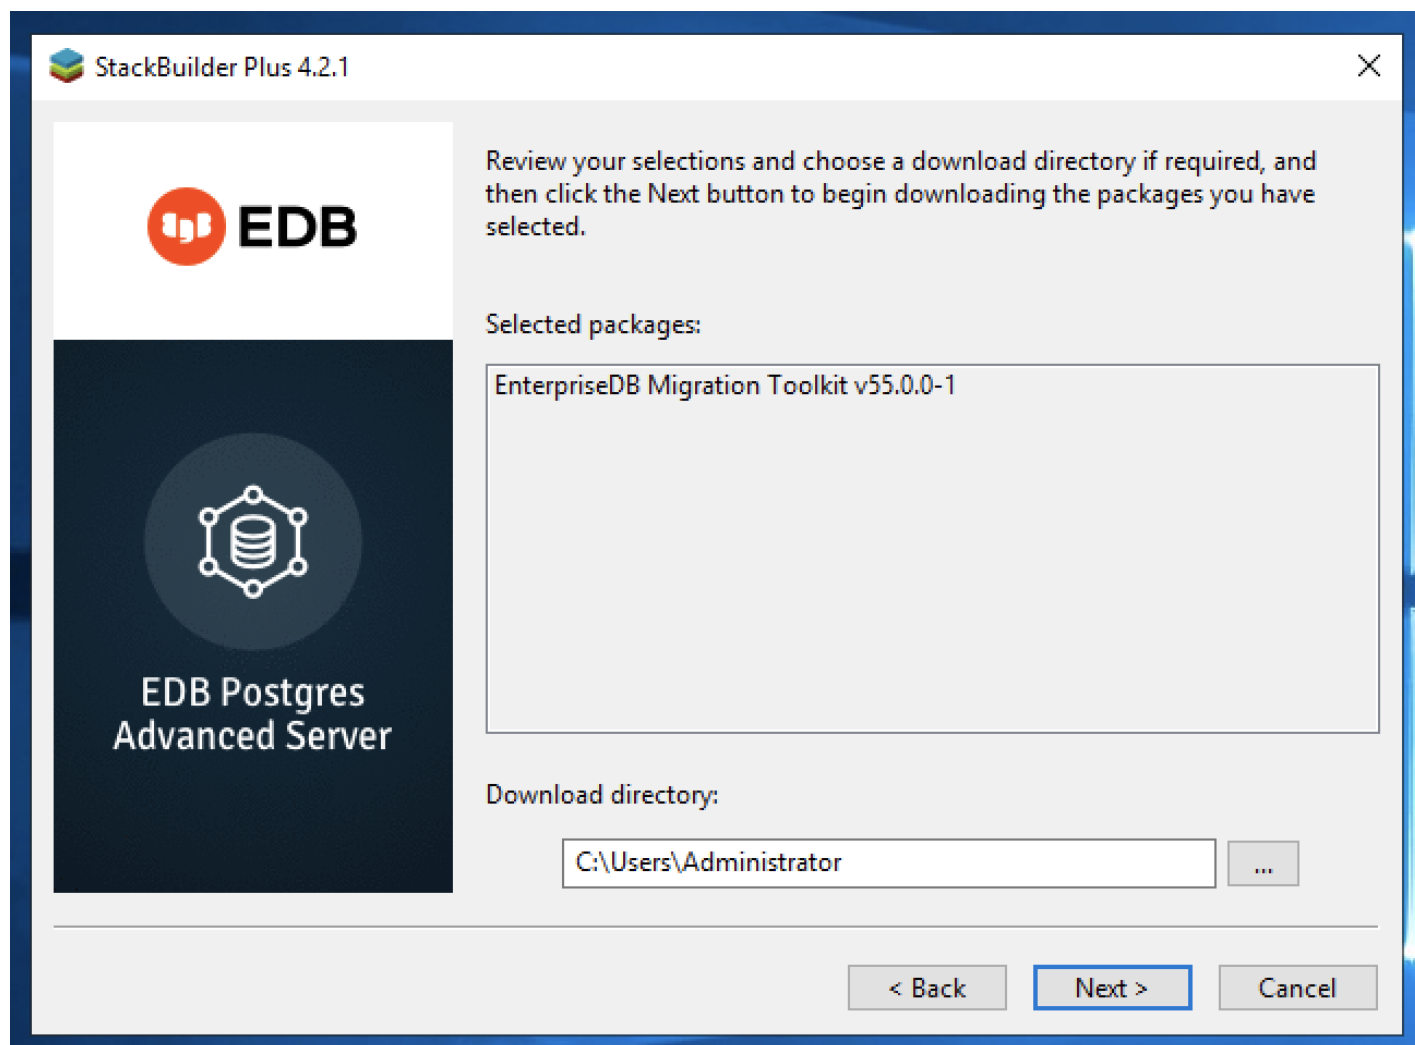 StackBuilder Plus 4.2.1
EDB
EDB Postgres
Advanced Server
Review your selections and choose a download directory if required, and
then click the Next button to begin downloading the packages you have
selected.
Selected packages:
EnterpriseDB Migration Toolkit v55.0.0-1
Download directory:
C:\Users\Administrator
...
< Back
Next >
Cancel